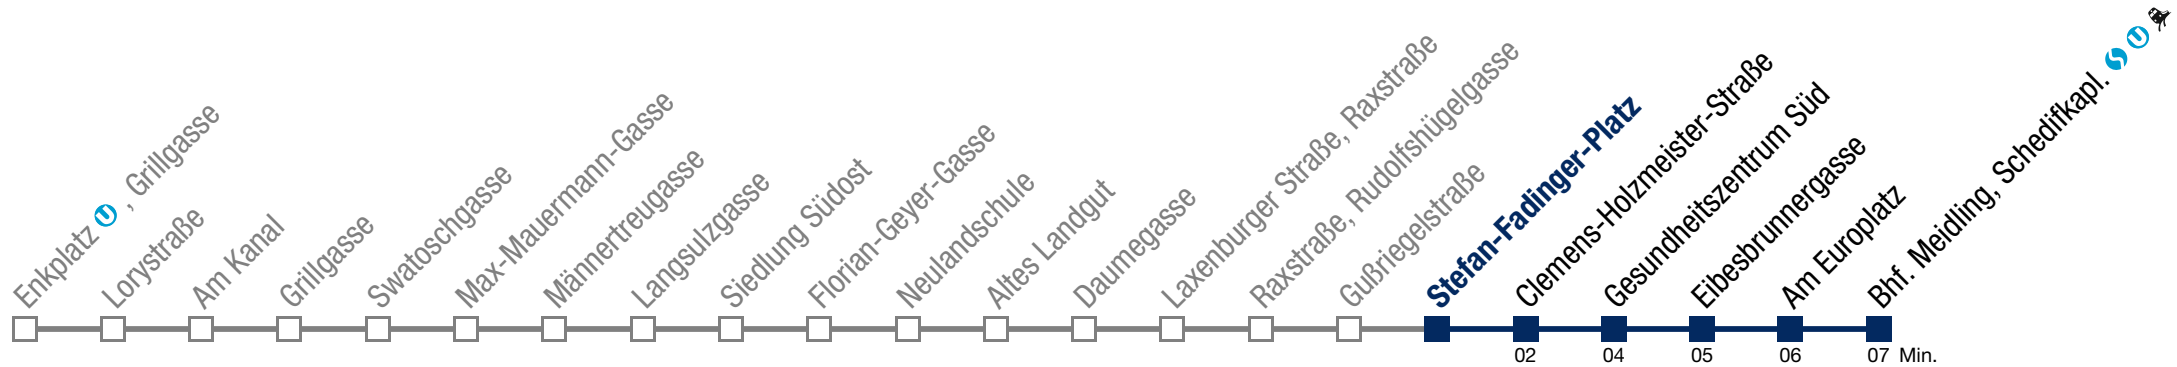 Enkplatz U, Grillgasse
Lorystraße
Am Kanal
Grillgasse
Swatoschgasse
Max-Mauermann-Gasse
Männertreugasse
Langsulzgasse
Siedlung Südost
Florian-Geyer-Gasse
Neulandschule
Altes Landgut
Daumegasse
Laxenburger Straße, Raxstraße
Raxstraße, Rudolfshügelgasse
Gußriegelstraße
Stefan-Fadinger-Platz
Clemens-Holzmeister-Straße
Gesundheitszentrum Süd
Eibesbrunnergasse
Am Europlatz
Bhf. Meidling, Schedifkapl. S U
02 04 05 06 07 Min.